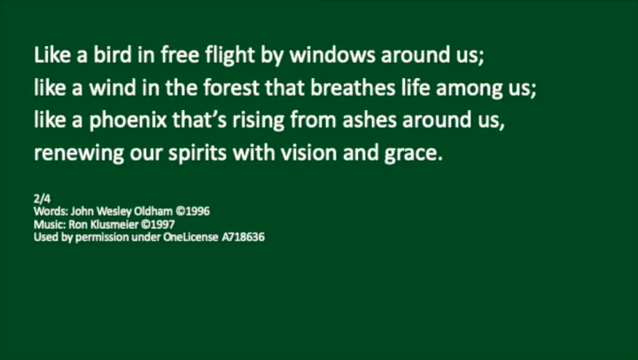 Like a bird in free flight by windows around us;
like a wind in the forest that breathes life among us;
like a phoenix that's rising from ashes around us,
renewing our spirits with vision and grace.
2/4
Words: John Wesley Oldham ©1996
Music: Ron Klusmeier ©1997
Used by permission under OneLicense A718636